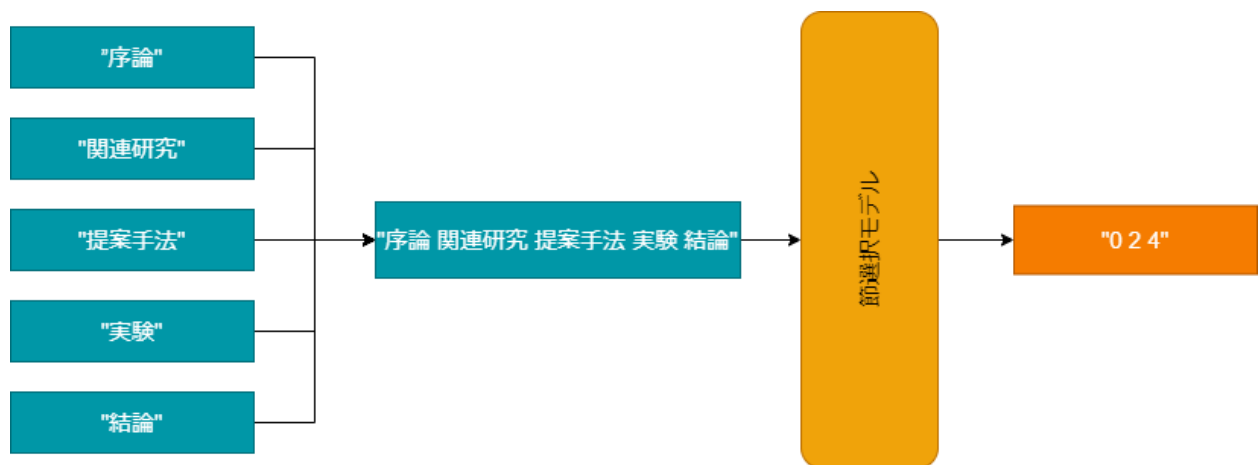 "序論"
"関連研究"
"提案手法"
"実験"
"結論"
"序論 関連研究 提案手法 実験 結論"
節選択モデル
"0 2 4"